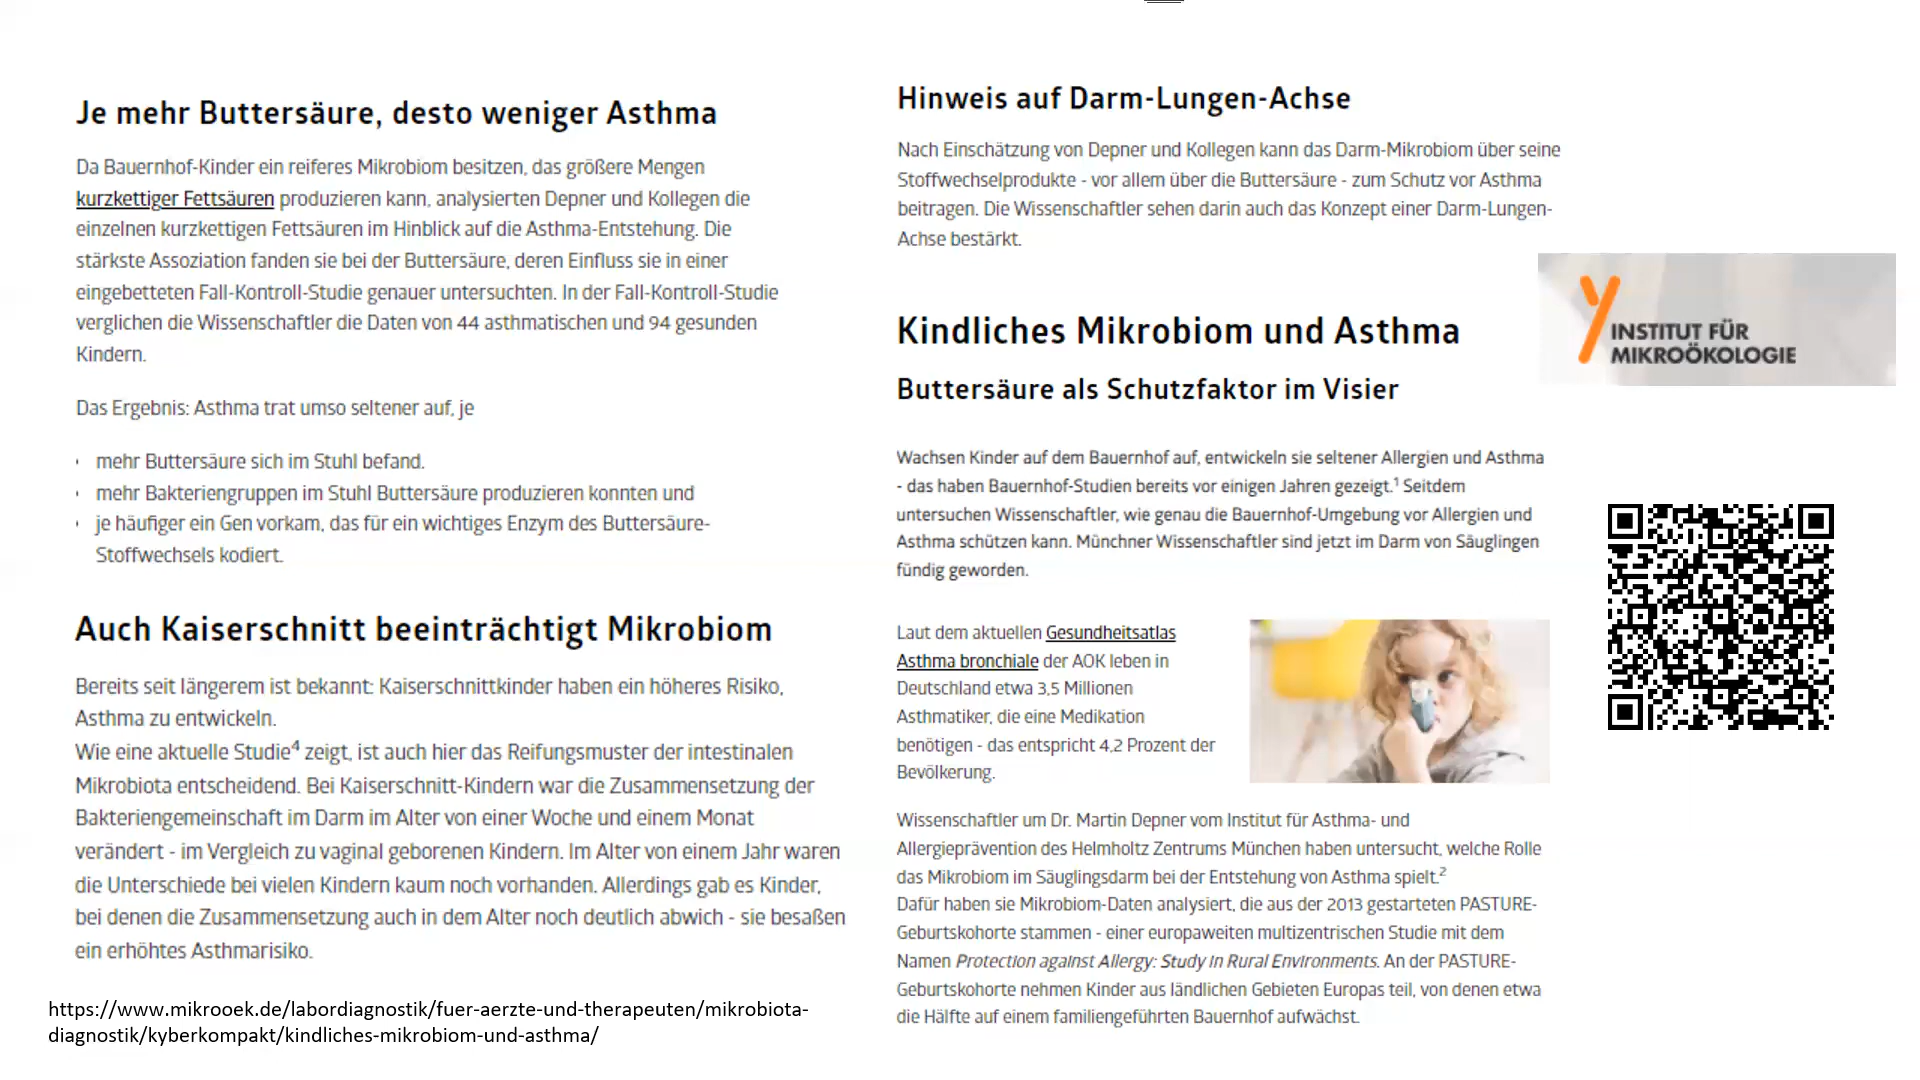 Je mehr Buttersäure, desto weniger Asthma
Da Bauernhof-Kinder ein reiferes Mikrobiom besitzen, das größere Mengen
kurzkettiger Fettsäuren produzieren kann, analysierten Depner und Kollegen die
einzelnen kurzkettigen Fettsäuren im Hinblick auf die Asthma-Entstehung. Die
stärkste Assoziation fanden sie bei der Buttersäure, deren Einfluss sie in einer
eingebetteten Fall-Kontroll-Studie genauer untersuchten. In der Fall-Kontroll-Studie
verglichen die Wissenschaftler die Daten von 44 asthmatischen und 94 gesunden
Kindern.
Das Ergebnis: Asthma trat umso seltener auf, je
• mehr Buttersäure sich im Stuhl befand.
• mehr Bakteriengruppen im Stuhl Buttersäure produzieren konnten und
• je häufiger ein Gen vorkam, das für ein wichtiges Enzym des Buttersäure-
Stoffwechsels kodiert.
Auch Kaiserschnitt beeinträchtigt Mikrobiom
Bereits seit längerem ist bekannt: Kaiserschnittkinder haben ein höheres Risiko,
Asthma zu entwickeln.
Wie eine aktuelle Studie⁴ zeigt, ist auch hier das Reifungsmuster der intestinalen
Mikrobiota entscheidend. Bei Kaiserschnitt-Kindern war die Zusammensetzung der
Bakteriengemeinschaft im Darm im Alter von einer Woche und einem Monat
verändert - im Vergleich zu vaginal geborenen Kindern. Im Alter von einem Jahr waren
die Unterschiede bei vielen Kindern kaum noch vorhanden. Allerdings gab es Kinder,
bei denen die Zusammensetzung auch in dem Alter noch deutlich abwich - sie besaßen
ein erhöhtes Asthmarisiko.
https://www.mikrooek.de/labordiagnostik/fuer-aerzte-und-therapeuten/mikrobiota-
diagnostik/kyberkompakt/kindliches-mikrobiom-und-asthma/
Hinweis auf Darm-Lungen-Achse
Nach Einschätzung von Depner und Kollegen kann das Darm-Mikrobiom über seine
Stoffwechselprodukte - vor allem über die Buttersäure - zum Schutz vor Asthma
beitragen. Die Wissenschaftler sehen darin auch das Konzept einer Darm-Lungen-
Achse bestärkt.
Kindliches Mikrobiom und Asthma
Buttersäure als Schutzfaktor im Visier
Wachsen Kinder auf dem Bauernhof auf, entwickeln sie seltener Allergien und Asthma
- das haben Bauernhof-Studien bereits vor einigen Jahren gezeigt.¹ Seitdem
untersuchen Wissenschaftler, wie genau die Bauernhof-Umgebung vor Allergien und
Asthma schützen kann. Münchner Wissenschaftler sind jetzt im Darm von Säuglingen
fündig geworden.
Laut dem aktuellen Gesundheitsatlas
Asthma bronchiale der AOK leben in
Deutschland etwa 3,5 Millionen
Asthmatiker, die eine Medikation
benötigen - das entspricht 4,2 Prozent der
Bevölkerung.
Wissenschaftler um Dr. Martin Depner vom Institut für Asthma- und
Allergieprävention des Helmholtz Zentrums München haben untersucht, welche Rolle
das Mikrobiom im Säuglingsdarm bei der Entstehung von Asthma spielt.²
Dafür haben sie Mikrobiom-Daten analysiert, die aus der 2013 gestarteten PASTURE-
Geburtskohorte stammen - einer europaweiten multizentrischen Studie mit dem
Namen Protection against Allergy: Study in Rural Environments. An der PASTURE-
Geburtskohorte nehmen Kinder aus ländlichen Gebieten Europas teil, von denen etwa
die Hälfte auf einem familiengeführten Bauernhof aufwächst.
INSTITUT FÜR
MIKROÖKOLOGIE